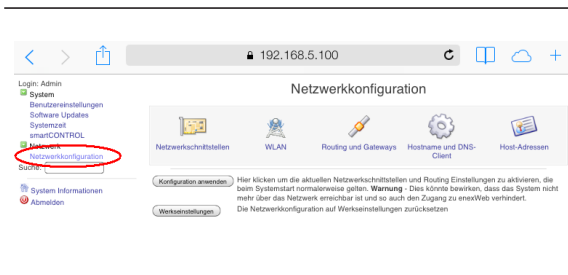 192.168.5.100
Login: Admin
System
Benutzereinstellungen
Software Updates
Systemzeit
smartCONTROL
Netzwerk
Netzwerkkonfiguration
Suche:
System Informationen
Abmelden
Netzwerkkonfiguration
Netzwerkschnittstellen
WLAN
Routing und Gateways
Hostname und DNS-
Client
Host-Adressen
Konfiguration anwenden
Hier klicken um die aktuellen Netzwerkschnittstellen und Routing Einstellungen zu aktivieren, die
beim Systemstart normalerweise gelten. Warnung - Dies könnte bewirken, dass das System nicht
mehr über das Netzwerk erreichbar ist und so auch den Zugang zu enexWeb verhindert.
Werkseinstellungen
Die Netzwerkkonfiguration auf Werkseinstellungen zurücksetzen